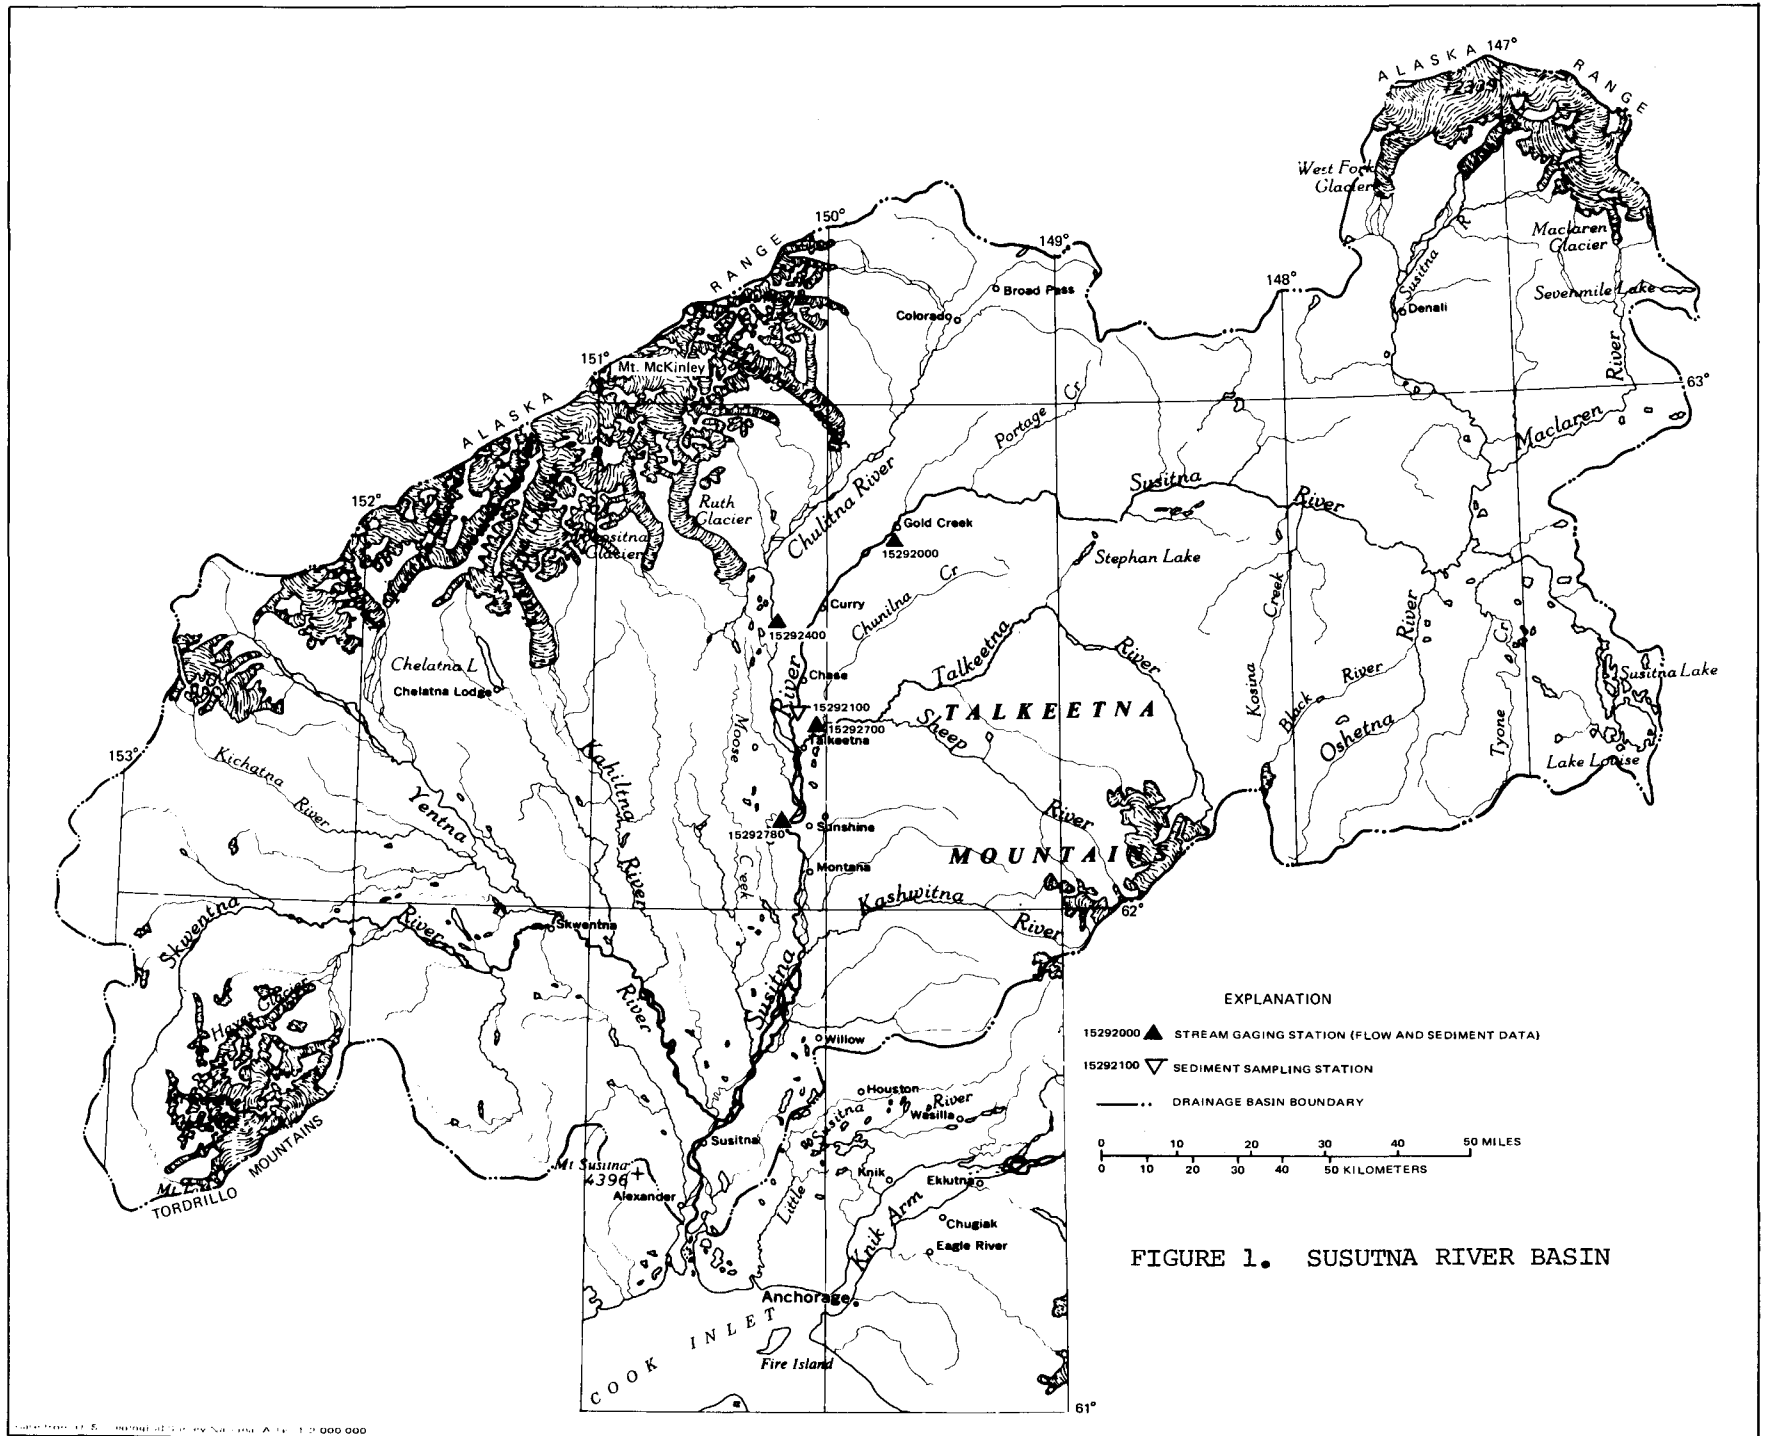 ALASKA 147° RANGE
West Fork
Glacier
Maclaren
Glacier
Susitna R
Sevenmile Lake
Denali
River
Maclaren
63°
148°
149°
150°
ALASKA RANGE
151°
Mt. McKinley
152°
153°
Broad Pass
Colorado
Portage Cr
Chulitna River
Ruth
Glacier
Glacier
Susitna River
Gold Creek
15292000
Stephan Lake
Curry
Chunilna Cr
15292400
Chase
River
15292100
15292700
Talkeetna
Talkeetna River
TALKEETNA
MOUNTAINS
Sheep River
Kosina Creek
Black River
Oshetna River
Tyone Cr
Susitna Lake
Lake Louise
Chelatna L
Chelatna Lodge
Kichatna River
Yentna
Kahiltna River
Moose Creek
15292780
Sunshine
Montana
Kashwitna River
62°
Skwentna River
Skwentna
River
Susitna
Hayes Glacier
TORDRILLO MOUNTAINS
Willow
Houston
Wasilla
Little Susitna River
Susitna
Mt Susitna
4396
Alexander
Knik
Eklutna
Knik Arm
Chugiak
Eagle River
Anchorage
COOK INLET
Fire Island
61°
EXPLANATION
15292000 STREAM GAGING STATION (FLOW AND SEDIMENT DATA)
15292100 SEDIMENT SAMPLING STATION
DRAINAGE BASIN BOUNDARY
0 10 20 30 40 50 MILES
0 10 20 30 40 50 KILOMETERS
FIGURE 1. SUSUTNA RIVER BASIN